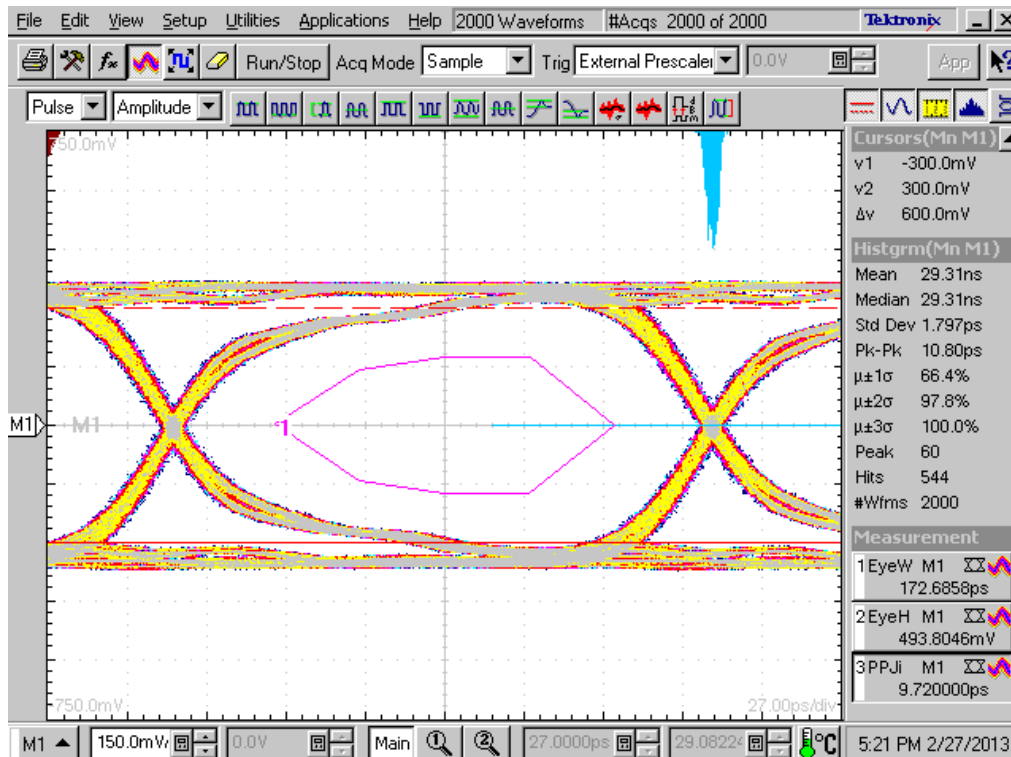 File Edit View Setup Utilities Applications Help 2000 Waveforms #Acqs 2000 of 2000 Tektronix
Run/Stop Acq Mode Sample Trig External Prescaler 0.0V App
Pulse Amplitude
50.0mV
M1
M1
1
-750.0mV
27.00ps/div
Cursors(Mn M1)
v1 -300.0mV
v2 300.0mV
Δv 600.0mV
Histgrm(Mn M1)
Mean 29.31ns
Median 29.31ns
Std Dev 1.797ps
Pk-Pk 10.80ps
µ±1σ 66.4%
µ±2σ 97.8%
µ±3σ 100.0%
Peak 60
Hits 544
#Wfms 2000
Measurement
1 EyeW M1
172.6858ps
2 EyeH M1
493.8046mV
3 PPJi M1
9.720000ps
M1 150.0mV/ 0.0V Main 1 2 27.0000ps 29.08224 °C 5:21 PM 2/27/2013